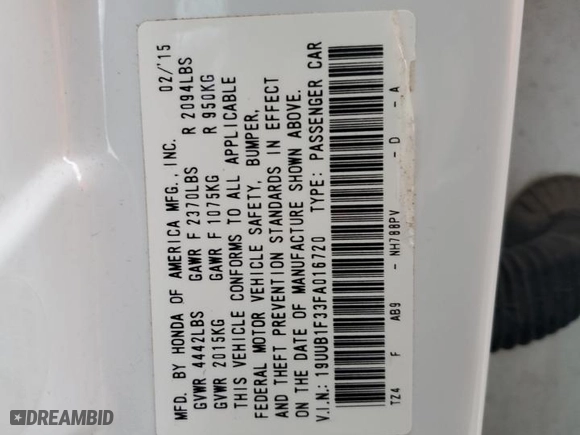 MFD. BY HONDA OF AMERICA MFG., INC. 02/'15
GVWR 4442LBS GAWR F 2370LBS R 2094LBS
GVWR 2015KG GAWR F 1075KG R 950KG
THIS VEHICLE CONFORMS TO ALL APPLICABLE
FEDERAL MOTOR VEHICLE SAFETY, BUMPER,
AND THEFT PREVENTION STANDARDS IN EFFECT
ON THE DATE OF MANUFACTURE SHOWN ABOVE.
V.I.N.: 19UUB1F33FA016720 TYPE: PASSENGER CAR
TZ4 F AB9 - NH788PV - D - A
DREAMBID